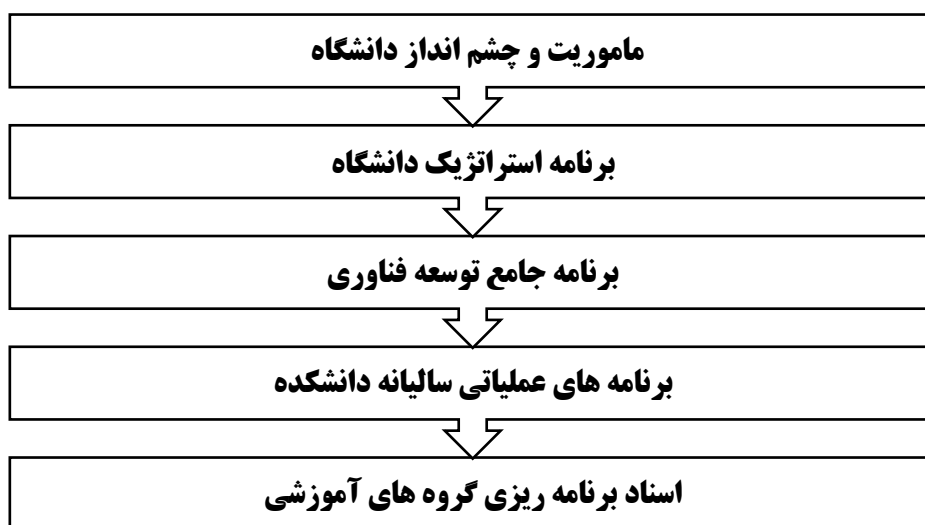 ماموریت و چشم انداز دانشگاه
برنامه استراتژیک دانشگاه
برنامه جامع توسعه فناوری
برنامه های عملیاتی سالیانه دانشکده
اسناد برنامه ریزی گروه های آموزشی